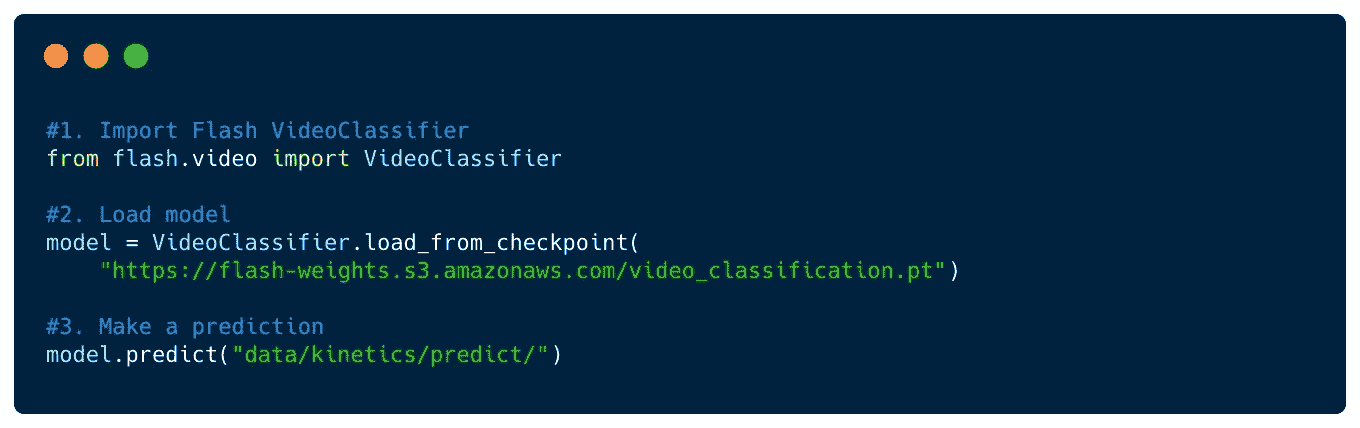 #1. Import Flash VideoClassifier
from flash.video import VideoClassifier
#2. Load model
model = VideoClassifier.load_from_checkpoint(
    "https://flash-weights.s3.amazonaws.com/video_classification.pt")
#3. Make a prediction
model.predict("data/kinetics/predict/")